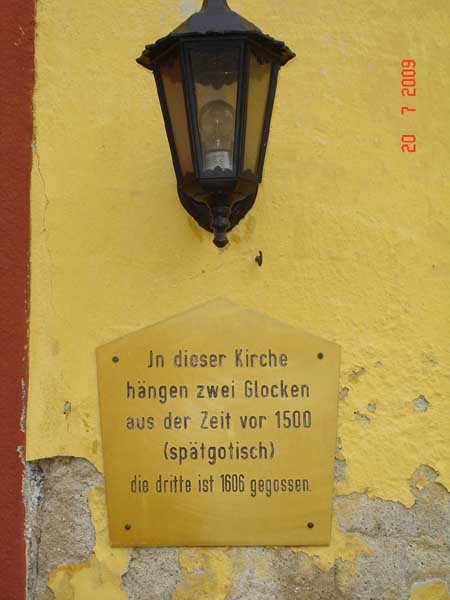 20 7 2009
In dieser Kirche
hängen zwei Glocken
aus der Zeit vor 1500
(spätgotisch)
die dritte ist 1606 gegossen.